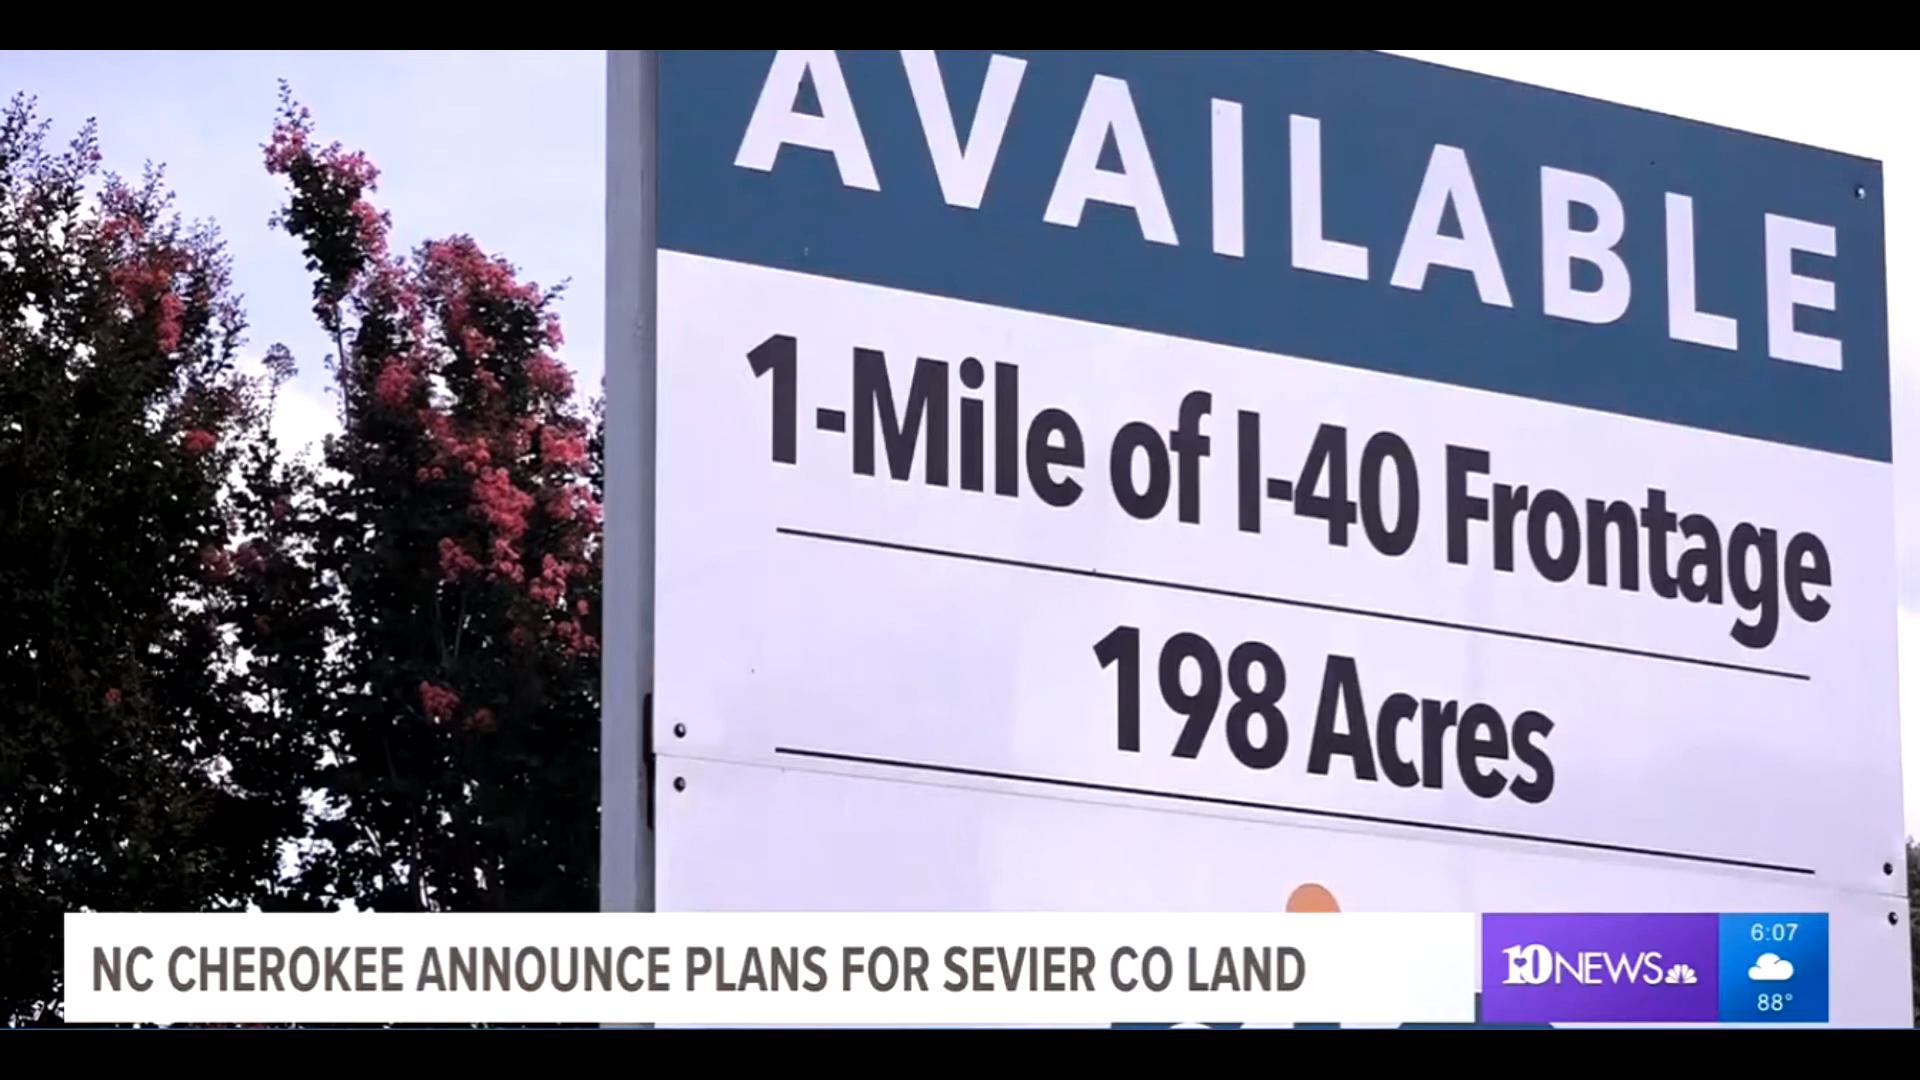 AVAILABLE
1-Mile of I-40 Frontage
198 Acres
NC CHEROKEE ANNOUNCE PLANS FOR SEVIER CO LAND
10NEWS
6:07
88°